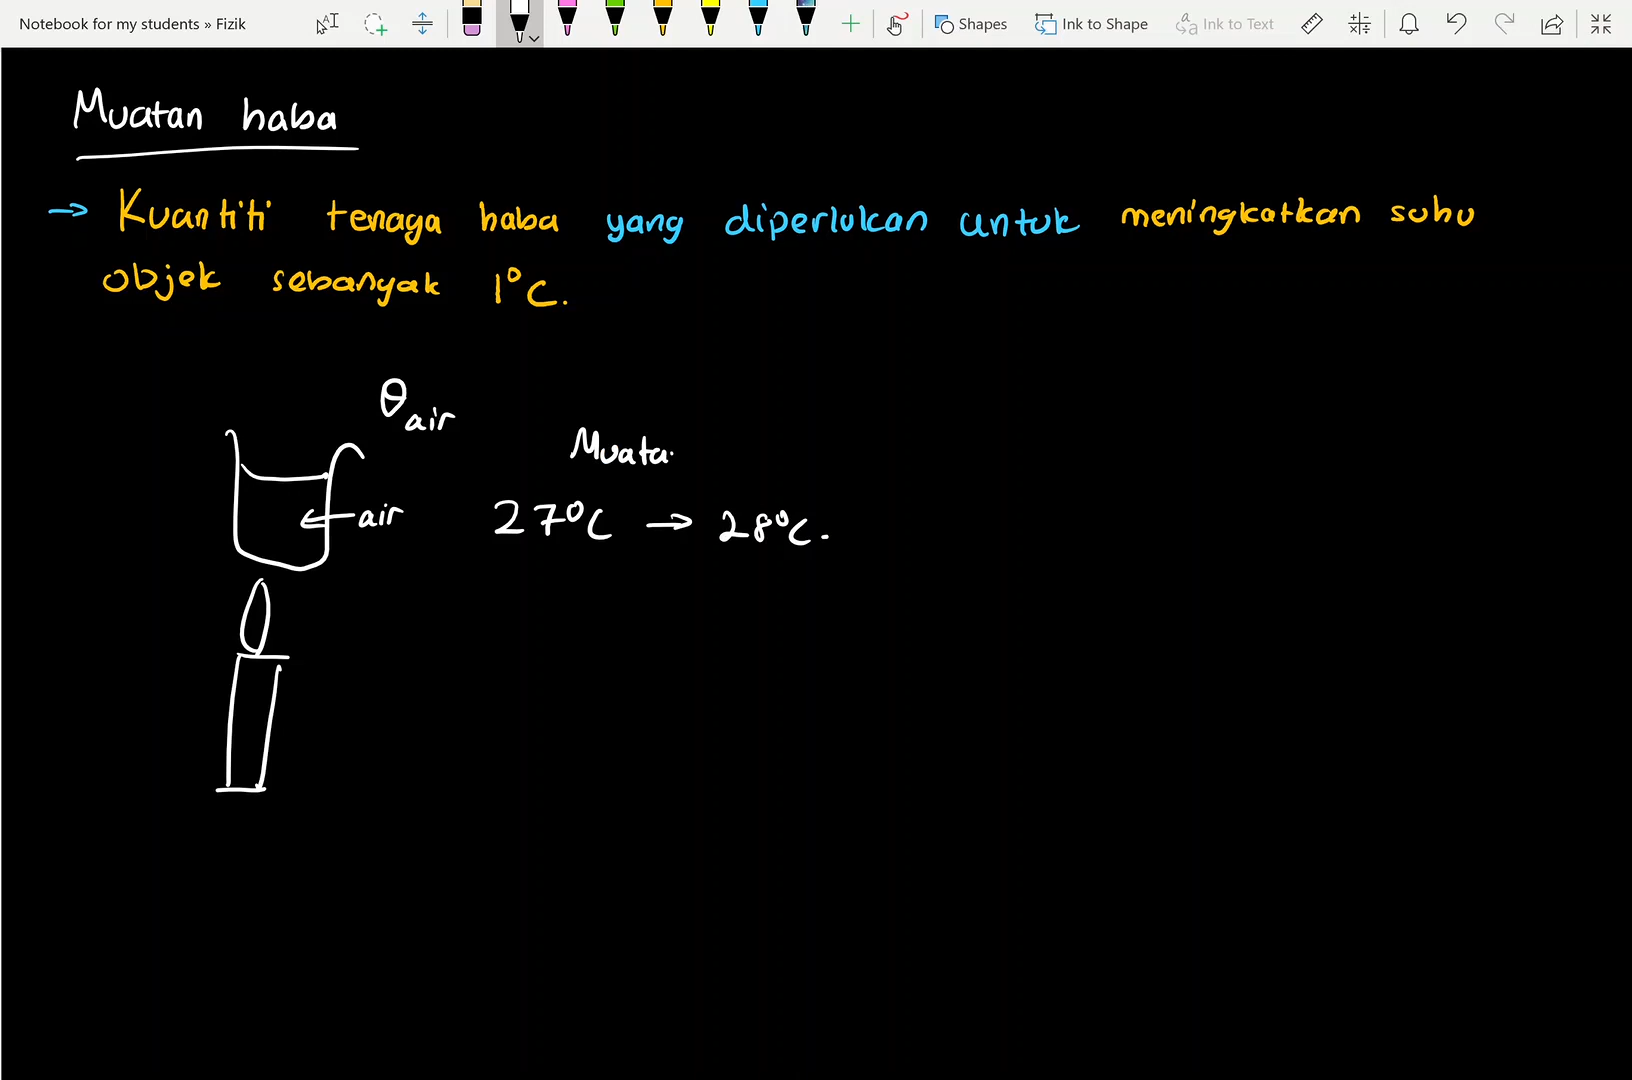 Notebook for my students » Fizik
Shapes
Ink to Shape
Ink to Text
Muatan haba
→ Kuantiti tenaga haba yang diperlukan untuk meningkatkan suhu
objek sebanyak 1°C.
θair
Muata
air
27°C → 28°C.